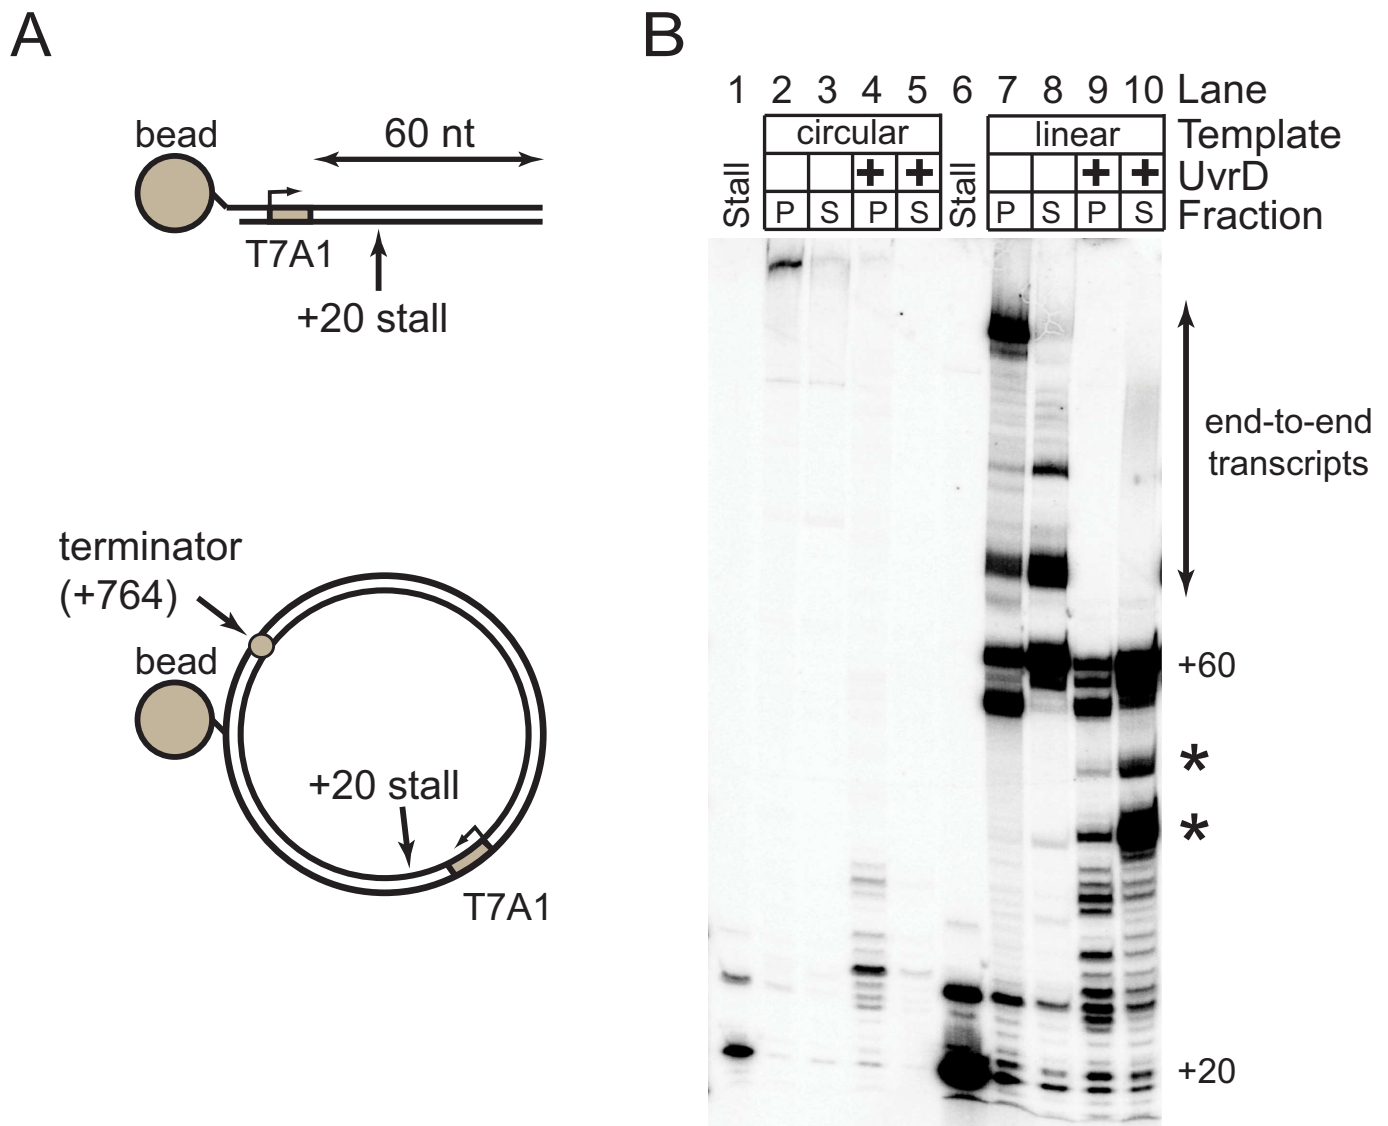 A
bead
60 nt
T7A1
+20 stall
terminator
(+764)
bead
+20 stall
T7A1
B
1 2 3 4 5 6 7 8 9 10 Lane
Stall circular Stall linear Template
+ + + + UvrD
P S P S P S P S Fraction
end-to-end
transcripts
+60
*
*
+20